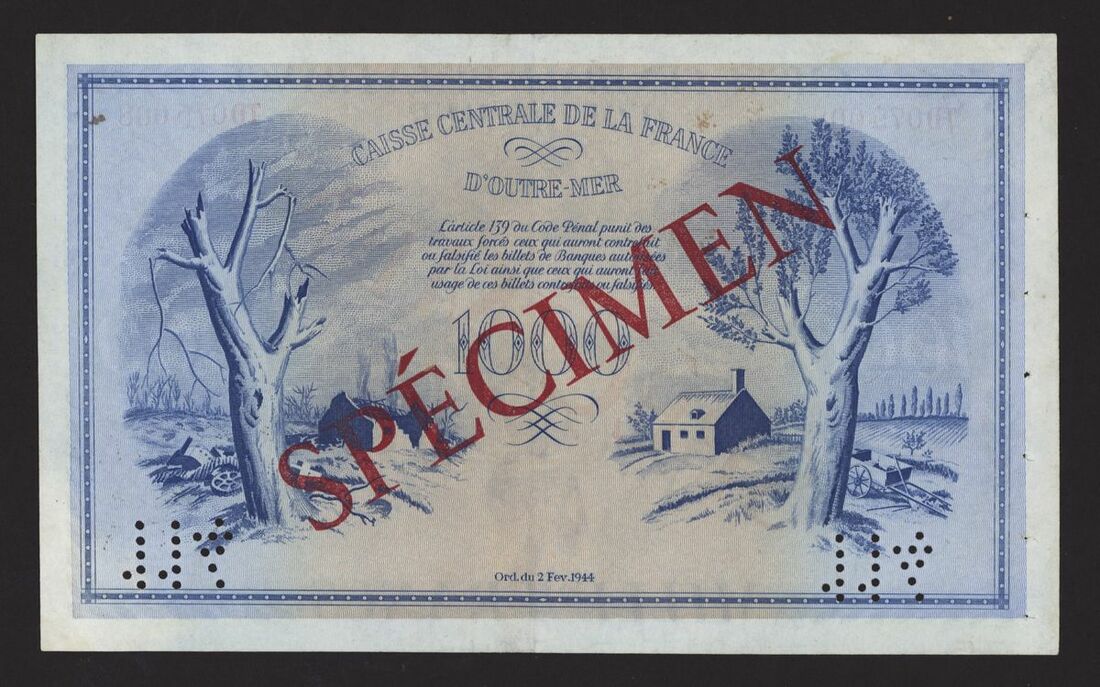 CAISSE CENTRALE DE LA FRANCE
D'OUTRE-MER
L'article 139 du Code Pénal punit des
travaux forcés ceux qui auront contrefait
ou falsifié les billets de Banques autorisées
par la Loi ainsi que ceux qui auront fait
usage de ces billets contrefaits ou falsifiés
1000
SPÉCIMEN
Ord. du 2 Fev. 1944